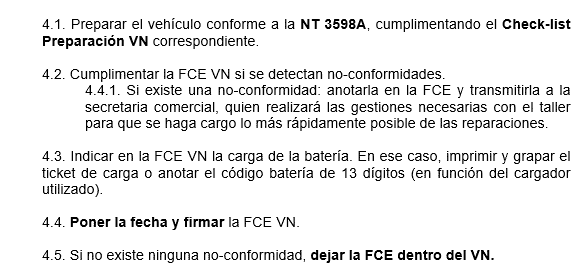 4.1. Preparar el vehículo conforme a la NT 3598A, cumplimentando el Check-list
Preparación VN correspondiente.
4.2. Cumplimentar la FCE VN si se detectan no-conformidades.
4.4.1. Si existe una no-conformidad: anotarla en la FCE y transmitirla a la
secretaria comercial, quien realizará las gestiones necesarias con el taller
para que se haga cargo lo más rápidamente posible de las reparaciones.
4.3. Indicar en la FCE VN la carga de la batería. En ese caso, imprimir y grapar el
ticket de carga o anotar el código batería de 13 dígitos (en función del cargador
utilizado).
4.4. Poner la fecha y firmar la FCE VN.
4.5. Si no existe ninguna no-conformidad, dejar la FCE dentro del VN.